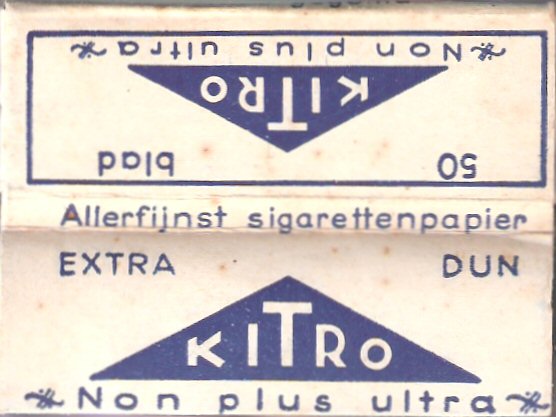 Non plus ultra
KiTRO
50 blad
Allerfijnst sigarettenpapier
EXTRA DUN
KiTRO
Non plus ultra